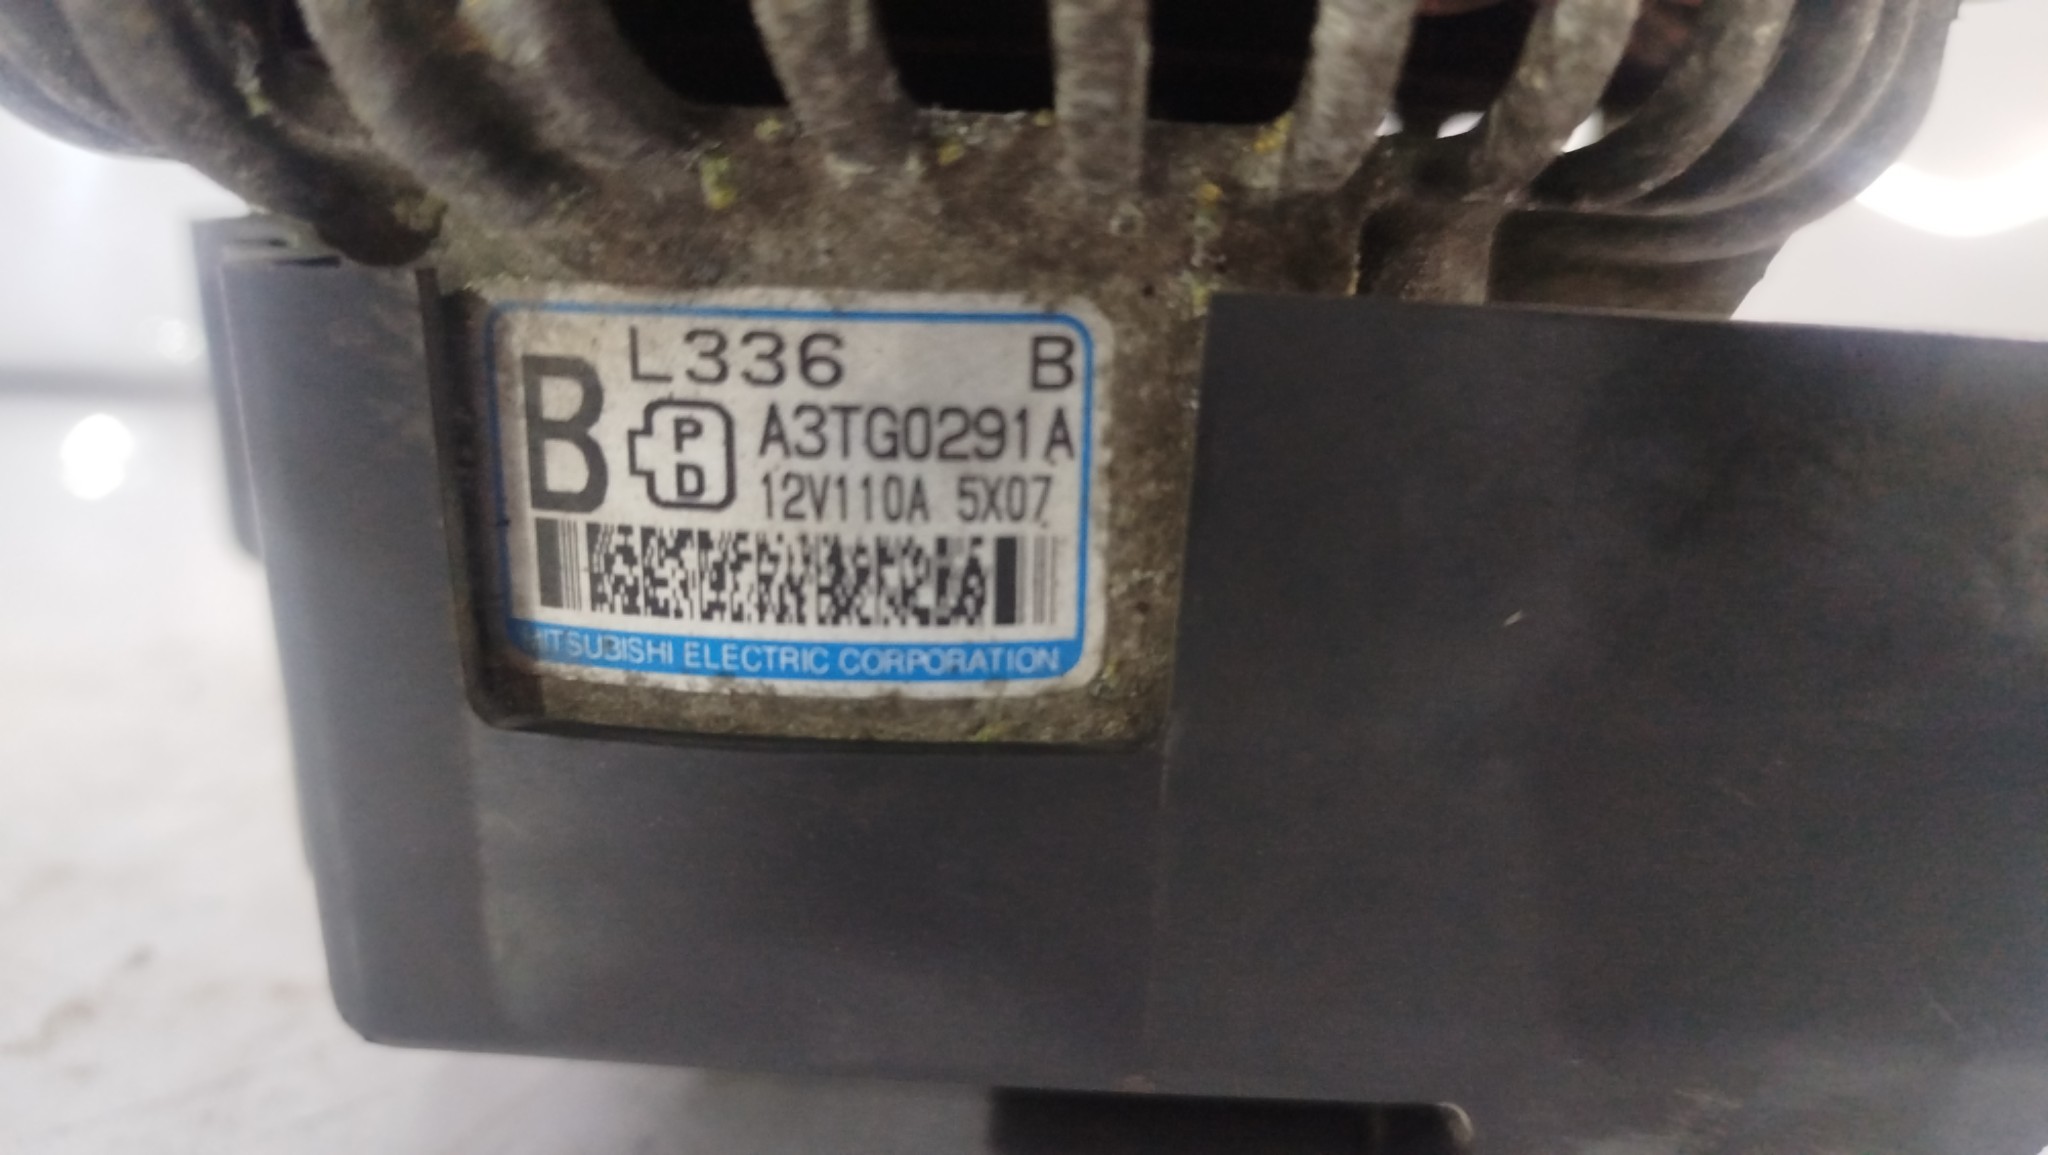 L336 B
B
P
D
A3TG0291A
12V110A 5X07
MITSUBISHI ELECTRIC CORPORATION